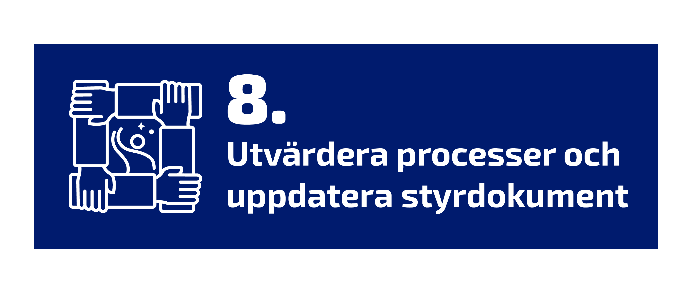 8.
Utvärdera processer och
uppdatera styrdokument